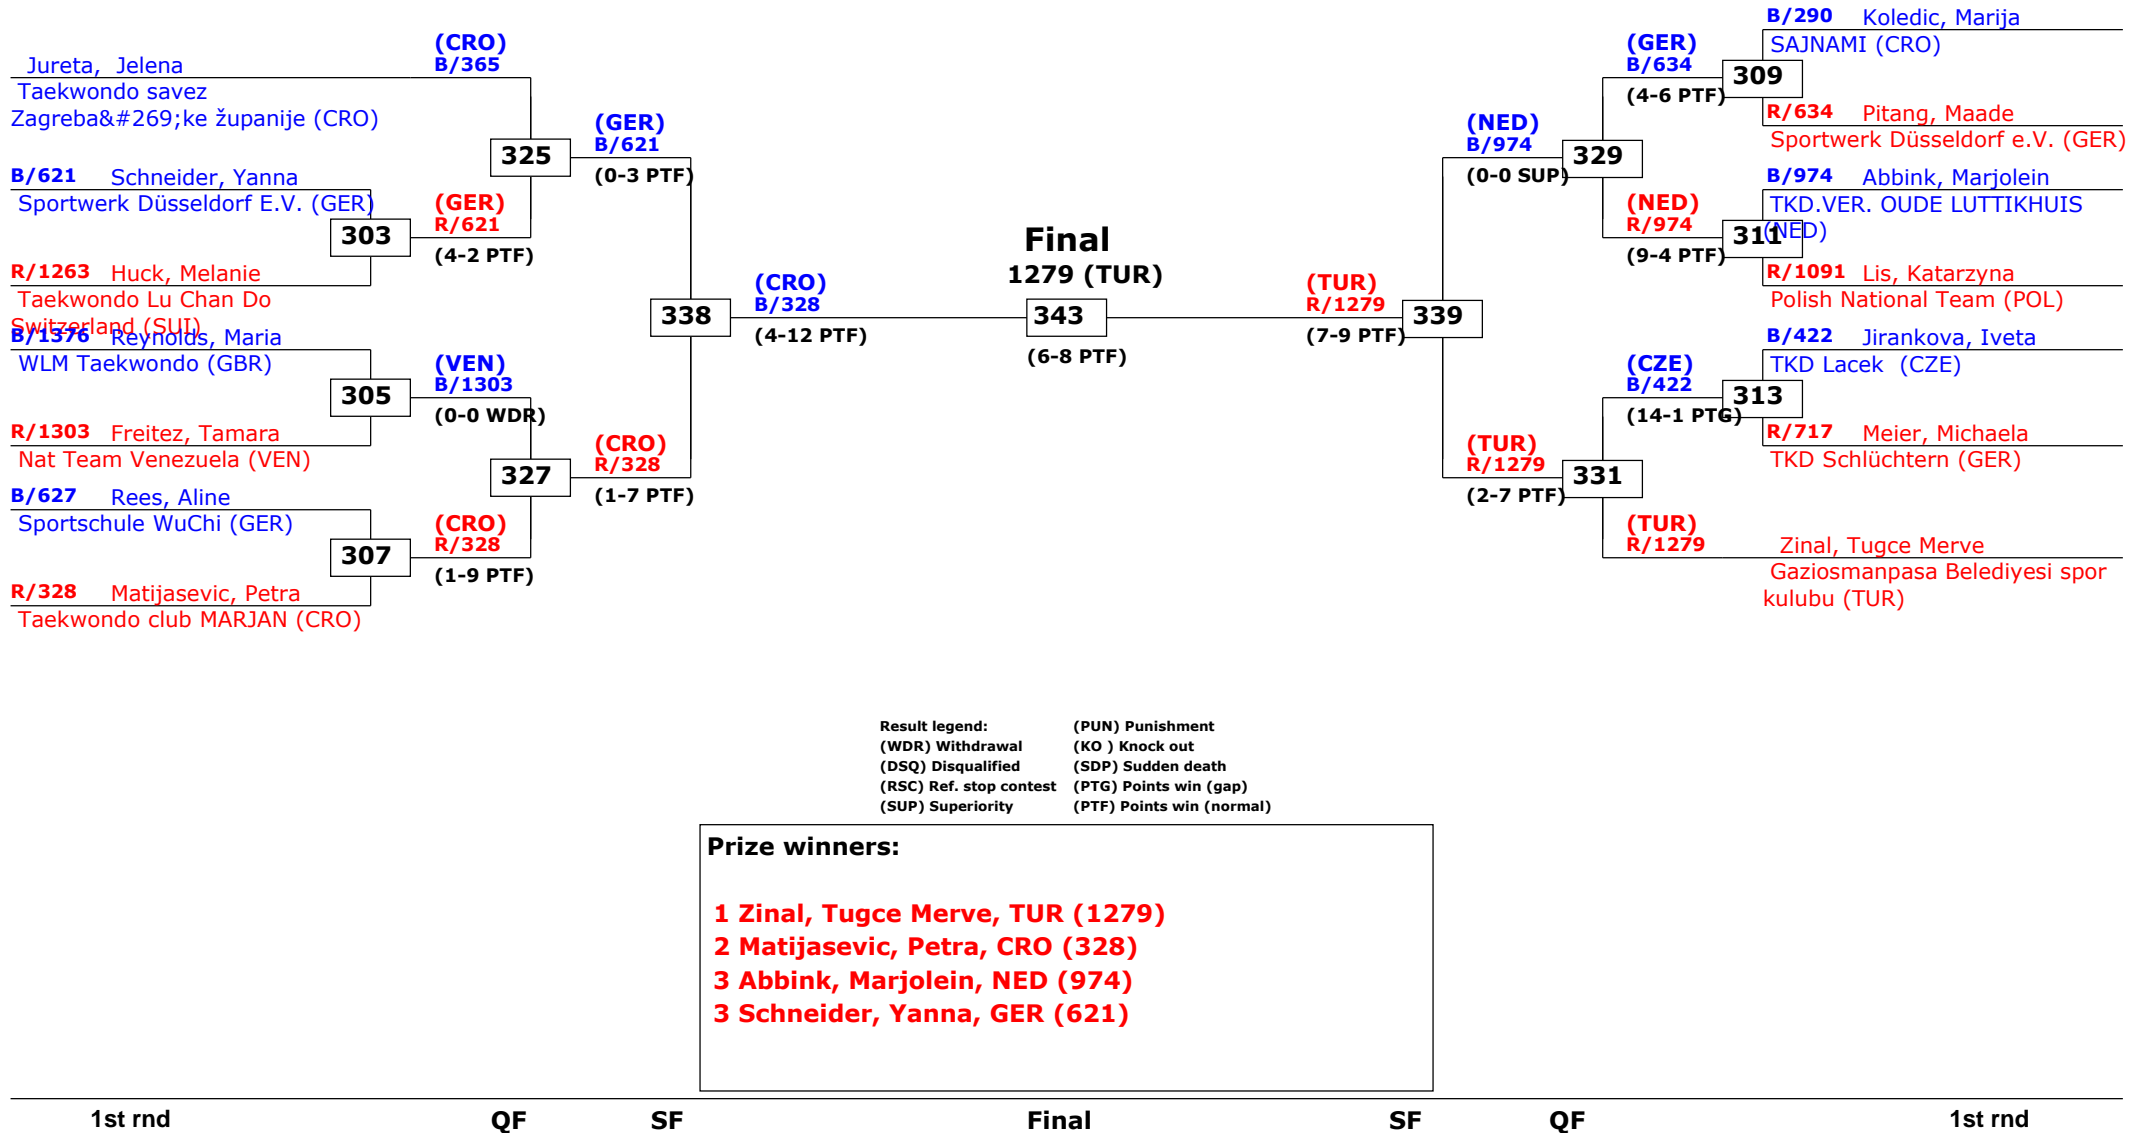 Jureta,  Jelena
Taekwondo savez
Zagreba&#269;ke županije (CRO)
B/621 Schneider, Yanna
Sportwerk Düsseldorf E.V. (GER)
303
R/1263 Huck, Melanie
Taekwondo Lu Chan Do
Switzerland (SUI)
B/1376 Reynolds, Maria
WLM Taekwondo (GBR)
305
R/1303 Freitez, Tamara
Nat Team Venezuela (VEN)
B/627 Rees, Aline
Sportschule WuChi (GER)
307
R/328 Matijasevic, Petra
Taekwondo club MARJAN (CRO)
(CRO)
B/365
325
(GER)
R/621
(4-2 PTF)
(VEN)
B/1303
(0-0 WDR)
327
(CRO)
R/328
(1-9 PTF)
(GER)
B/621
(0-3 PTF)
338
(CRO)
R/328
(1-7 PTF)
(CRO)
B/328
(4-12 PTF)
Final
1279 (TUR)
343
(6-8 PTF)
(TUR)
R/1279
(7-9 PTF)
339
(NED)
B/974
(0-0 SUP)
329
(TUR)
R/1279
(2-7 PTF)
331
(GER)
B/634
(4-6 PTF)
309
(NED)
R/974
(9-4 PTF)
311
(CZE)
B/422
(14-1 PTG)
313
(TUR)
R/1279
B/290 Koledic, Marija
SAJNAMI (CRO)
R/634 Pitang, Maade
Sportwerk Düsseldorf e.V. (GER)
B/974 Abbink, Marjolein
TKD.VER. OUDE LUTTIKHUIS
(NED)
R/1091 Lis, Katarzyna
Polish National Team (POL)
B/422 Jirankova, Iveta
TKD Lacek  (CZE)
R/717 Meier, Michaela
TKD Schlüchtern (GER)
Zinal, Tugce Merve
Gaziosmanpasa Belediyesi spor
kulubu (TUR)
Result legend: (PUN) Punishment
(WDR) Withdrawal (KO ) Knock out
(DSQ) Disqualified (SDP) Sudden death
(RSC) Ref. stop contest (PTG) Points win (gap)
(SUP) Superiority (PTF) Points win (normal)
Prize winners:
1 Zinal, Tugce Merve, TUR (1279)
2 Matijasevic, Petra, CRO (328)
3 Abbink, Marjolein, NED (974)
3 Schneider, Yanna, GER (621)
1st rnd QF SF Final SF QF 1st rnd